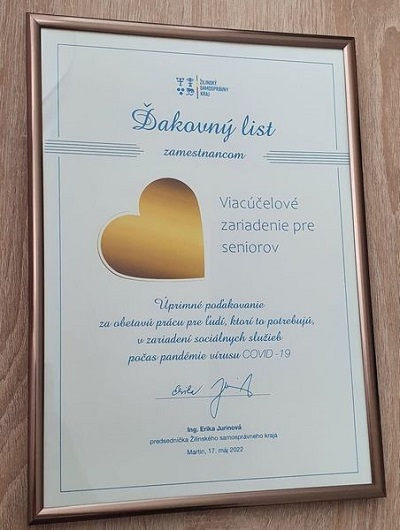 ŽILINSKÝ
SAMOSPRÁVNY
KRAJ
Ďakovný list
zamestnancom
Viacúčelové
zariadenie pre
seniorov
Úprimné poďakovanie
za obetavú prácu pre ľudí, ktorí to potrebujú,
v zariadení sociálnych služieb
počas pandémie vírusu COVID -19
Ing. Erika Jurinová
predsedníčka Žilinského samosprávneho kraja
Martin, 17. máj 2022